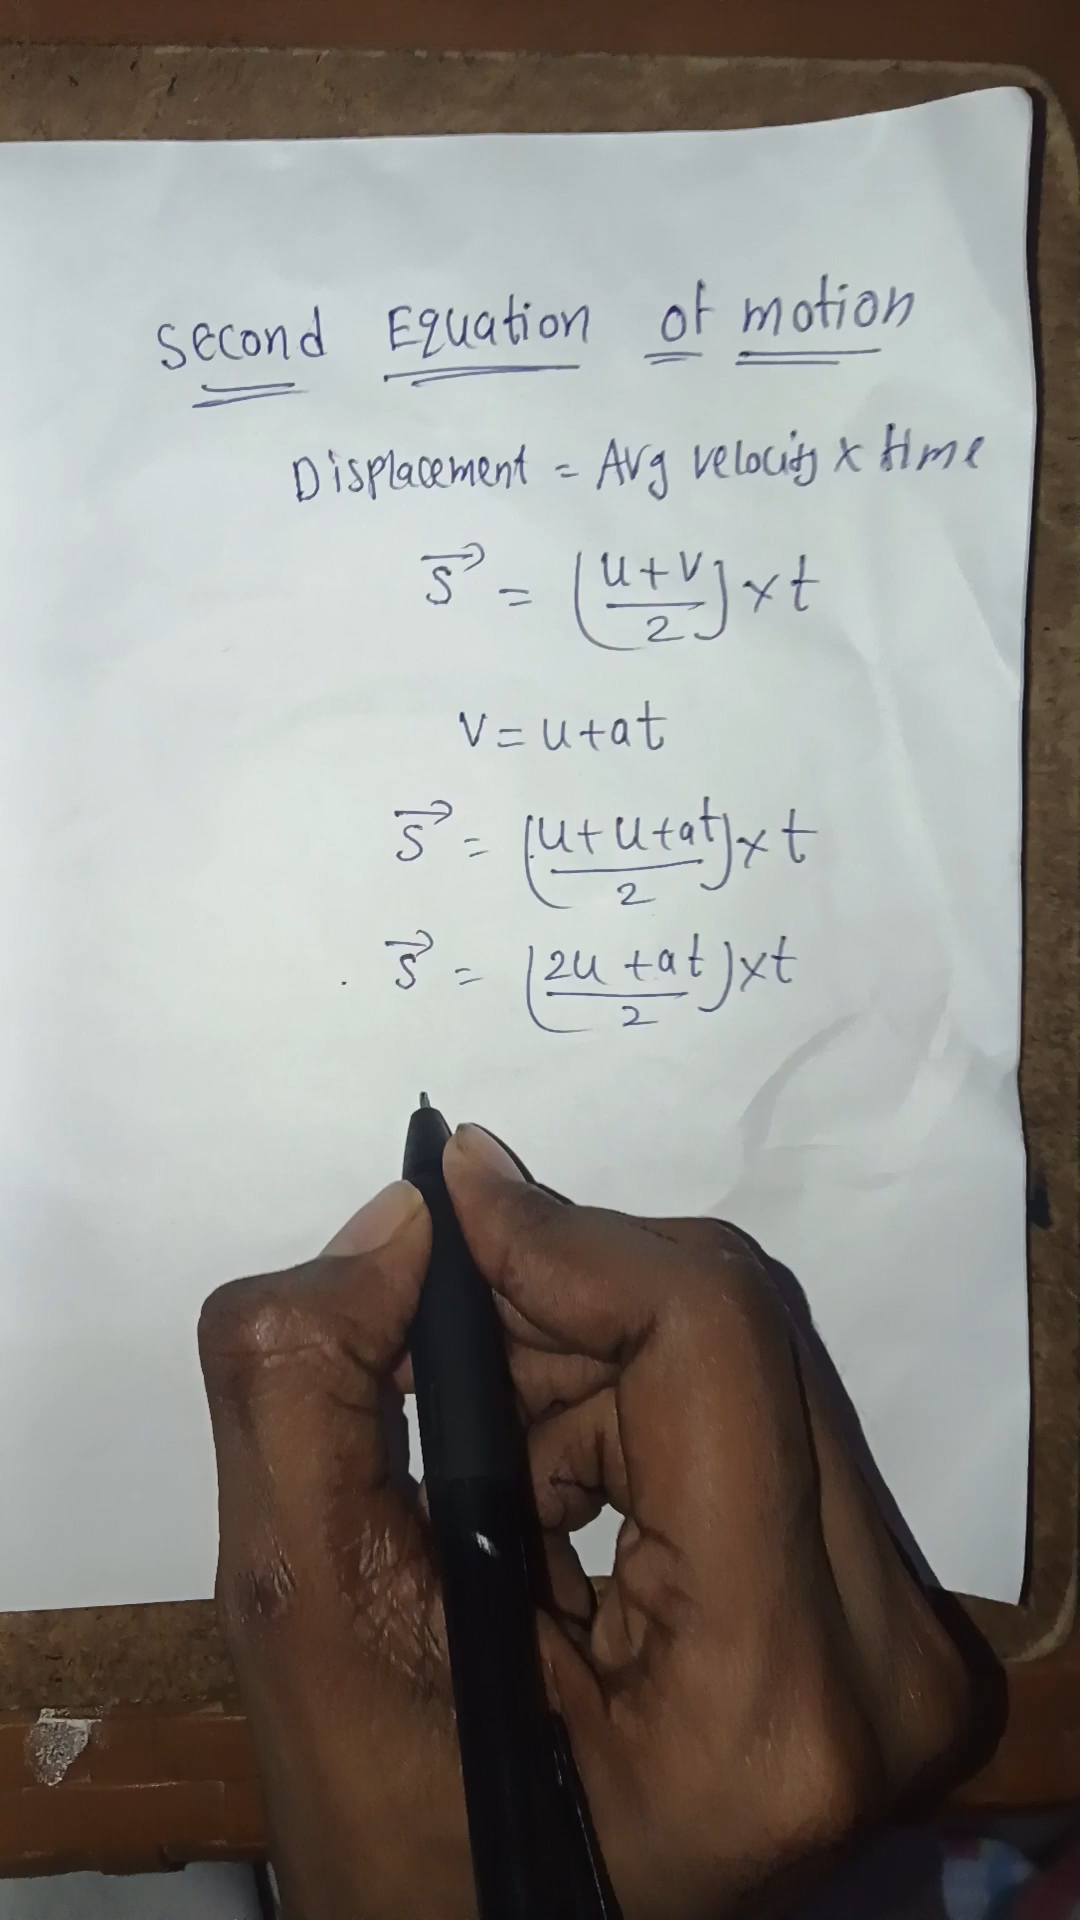 Second Equation of motion
Displacement = Avg velocity x time
s⃗ = (u+v/2) x t
v = u+at
s⃗ = (u+u+at/2) x t
s⃗ = (2u+at/2) x t